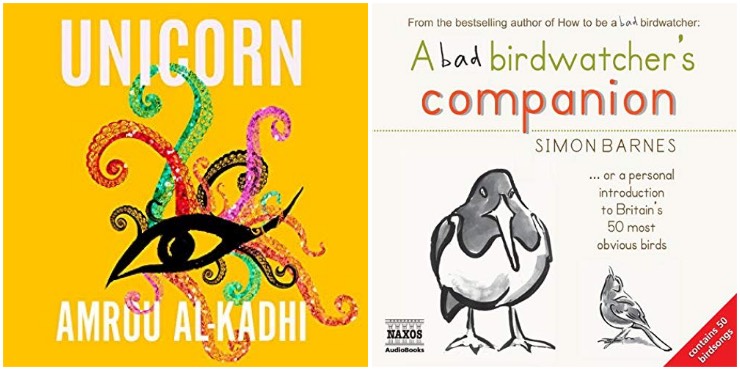 UNICORN
AMROU AL-KADHI
From the bestselling author of How to be a bad birdwatcher:
A bad birdwatcher's
companion
SIMON BARNES
... or a personal
introduction
to Britain's
50 most
obvious birds
NAXOS
AudioBooks
contains 50
birdsongs